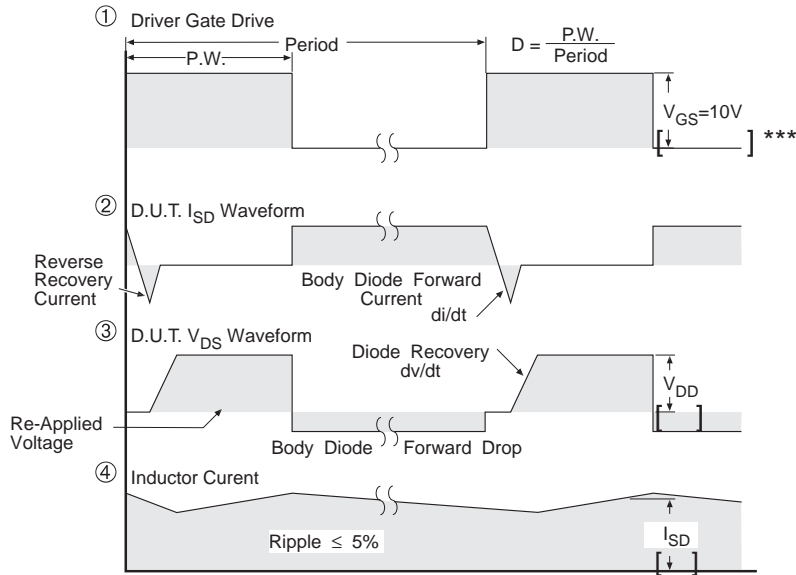 ① Driver Gate Drive
Period
P.W.
D = P.W. / Period
V_GS=10V
[ ] ***
② D.U.T. I_SD Waveform
Reverse
Recovery
Current
Body Diode Forward
Current
di/dt
③ D.U.T. V_DS Waveform
Diode Recovery
dv/dt
V_DD
[ ]
Re-Applied
Voltage
Body Diode Forward Drop
④ Inductor Curent
Ripple ≤ 5%
I_SD
[ ]